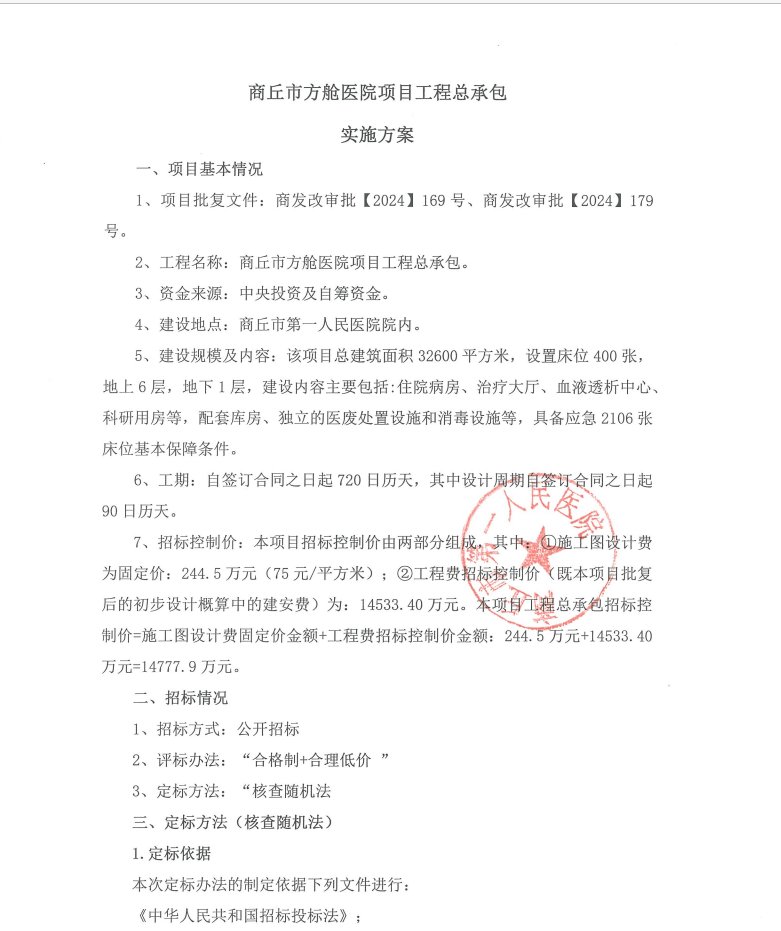 商丘市方舱医院项目工程总承包
实施方案
一、项目基本情况
1、项目批复文件：商发改审批【2024】169 号、商发改审批【2024】179
号。
2、工程名称：商丘市方舱医院项目工程总承包。
3、资金来源：中央投资及自筹资金。
4、建设地点：商丘市第一人民医院院内。
5、建设规模及内容：该项目总建筑面积 32600 平方米，设置床位 400 张，
地上 6 层，地下 1 层，建设内容主要包括:住院病房、治疗大厅、血液透析中心、
科研用房等，配套库房、独立的医废处置设施和消毒设施等，具备应急 2106 张
床位基本保障条件。
6、工期：自签订合同之日起 720 日历天，其中设计周期自签订合同之日起
90 日历天。
7、招标控制价：本项目招标控制价由两部分组成，其中：①施工图设计费
为固定价：244.5 万元（75 元/平方米）；②工程费招标控制价（既本项目批复
后的初步设计概算中的建安费）为：14533.40 万元。本项目工程总承包招标控
制价=施工图设计费固定价金额+工程费招标控制价金额：244.5 万元+14533.40
万元=14777.9 万元。
二、招标情况
1、招标方式：公开招标
2、评标办法：“合格制+合理低价 ”
3、定标方法：“核查随机法
三、定标方法（核查随机法）
1.定标依据
本次定标办法的制定依据下列文件进行：
《中华人民共和国招标投标法》；
商丘市第一人民医院